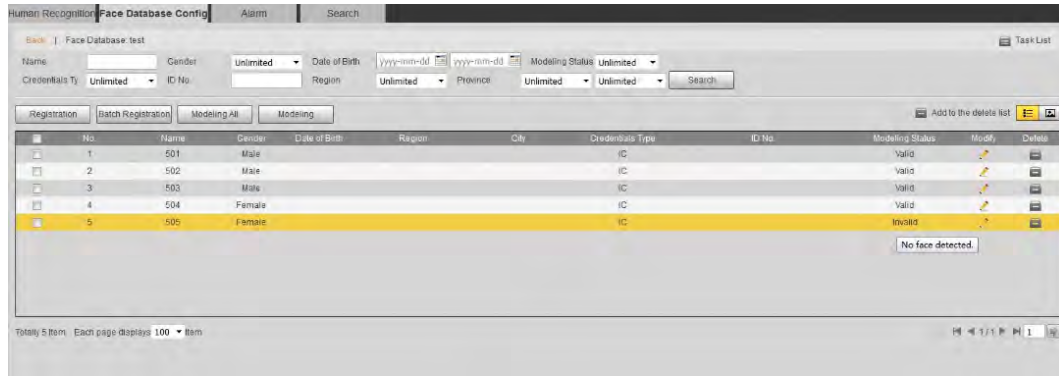 Human Recognition Face Database Config Alarm Search
Back | Face Database: test Task List
Name Gender Unlimited Date of Birth yyyy-mm-dd yyyy-mm-dd Modeling Status Unlimited
Credentials Ty Unlimited ID No. Region Unlimited Province Unlimited Unlimited Search
Registration Batch Registration Modeling All Modeling Add to the delete list
No. Name Gender Date of Birth Region City Credentials Type ID No. Modeling Status Modify Delete
1 501 Male IC Valid
2 502 Male IC Valid
3 503 Male IC Valid
4 504 Female IC Valid
5 505 Female IC Invalid
No face detected.
Totally 5 Item Each page displays 100 Item 1/1 1